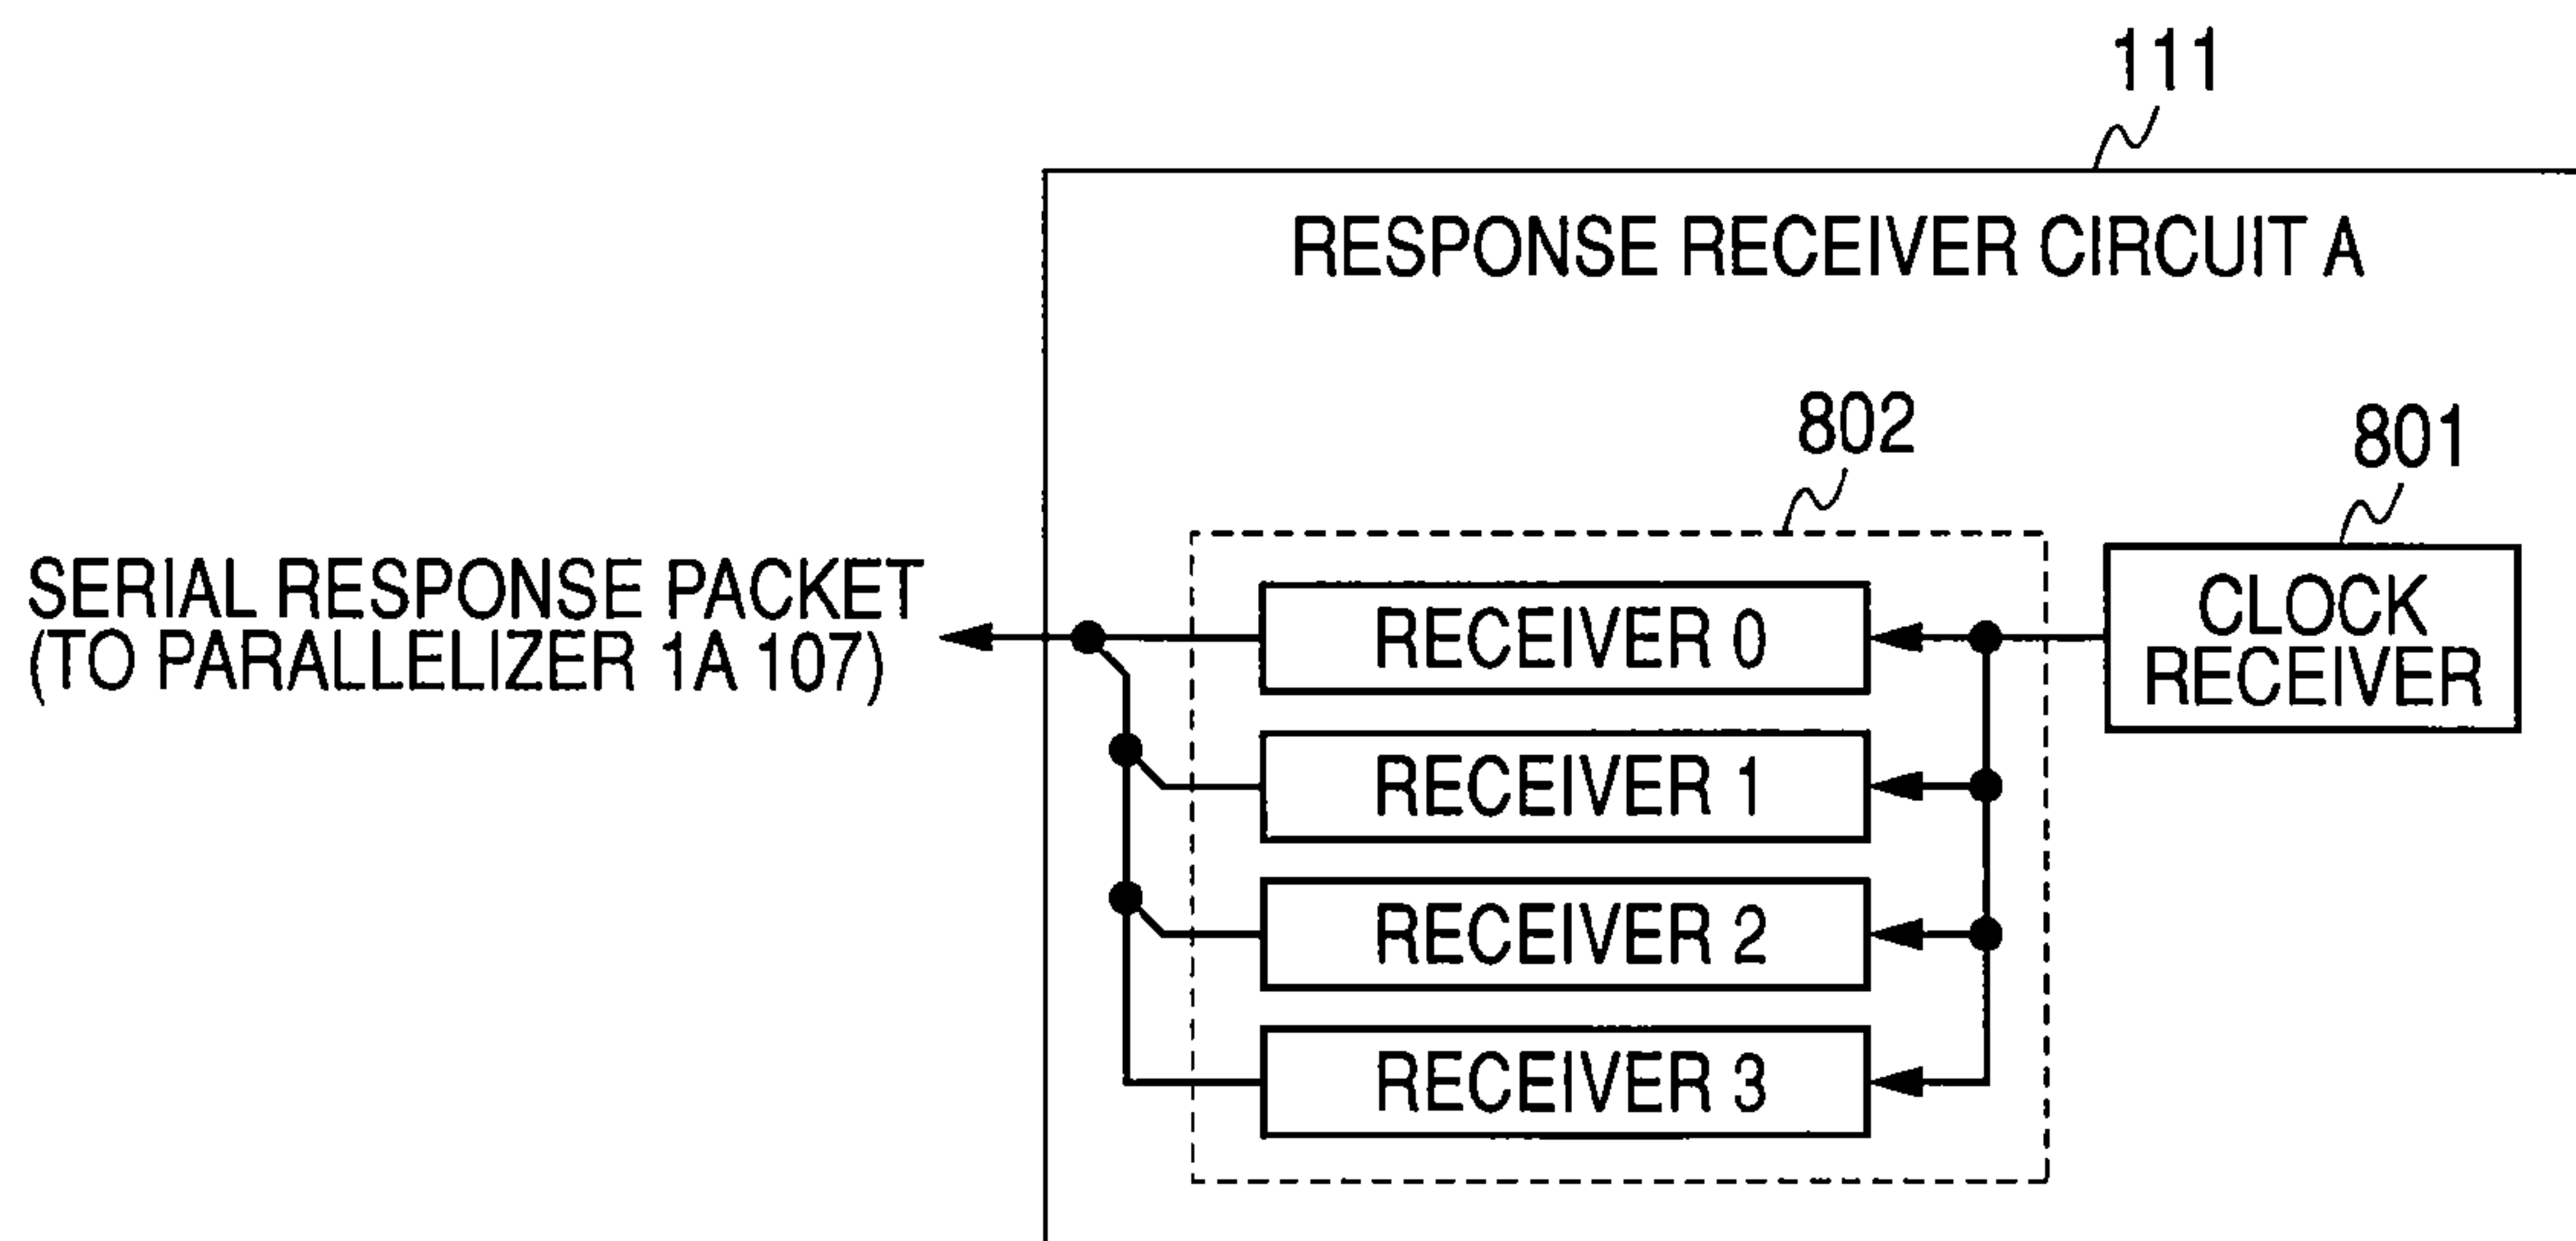 111
RESPONSE RECEIVER CIRCUIT A
802
801
SERIAL RESPONSE PACKET
(TO PARALLELIZER 1A 107)
RECEIVER 0
RECEIVER 1
RECEIVER 2
RECEIVER 3
CLOCK
RECEIVER